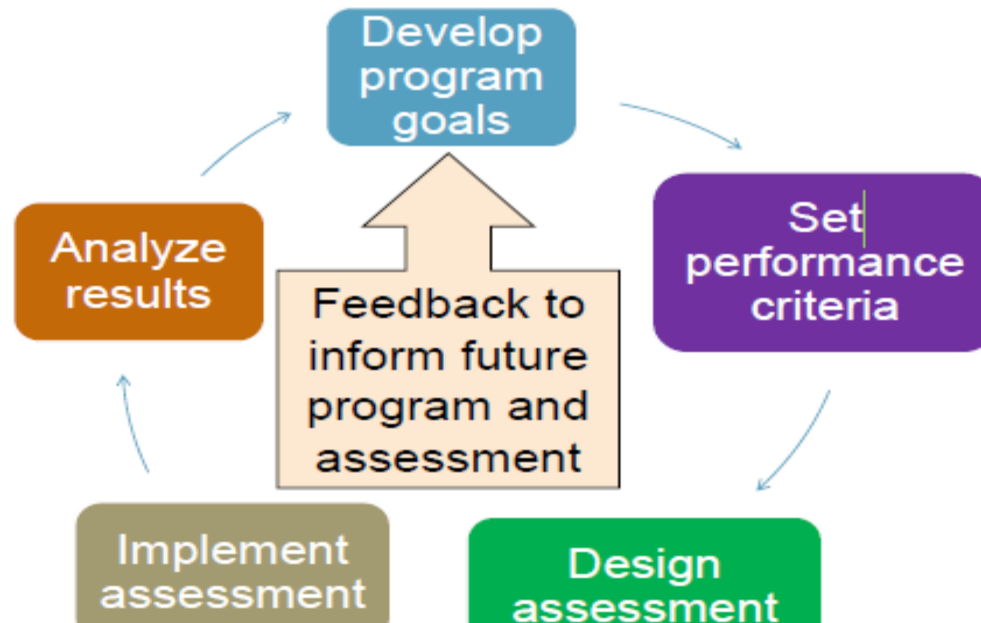 Develop
program
goals
Set
performance
criteria
Design
assessment
Implement
assessment
Analyze
results
Feedback to
inform future
program and
assessment